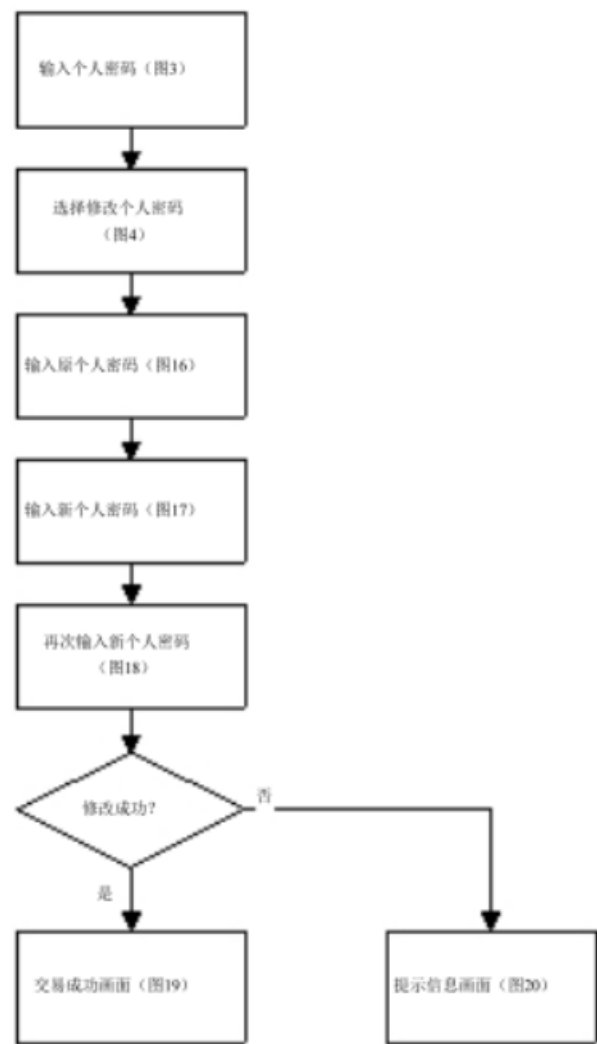 输入个人密码（图3）
选择修改个人密码
（图4）
输入原个人密码（图16）
输入新个人密码（图17）
再次输入新个人密码
（图18）
修改成功?
否
是
交易成功画面（图19）
提示信息画面（图20）